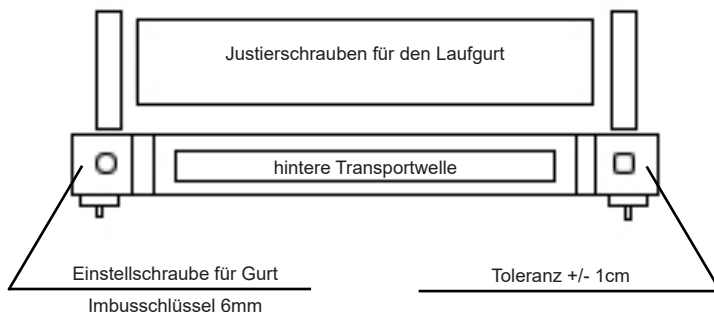 Justierschrauben für den Laufgurt
hintere Transportwelle
Einstellschraube für Gurt
Imbusschlüssel 6mm
Toleranz +/- 1cm